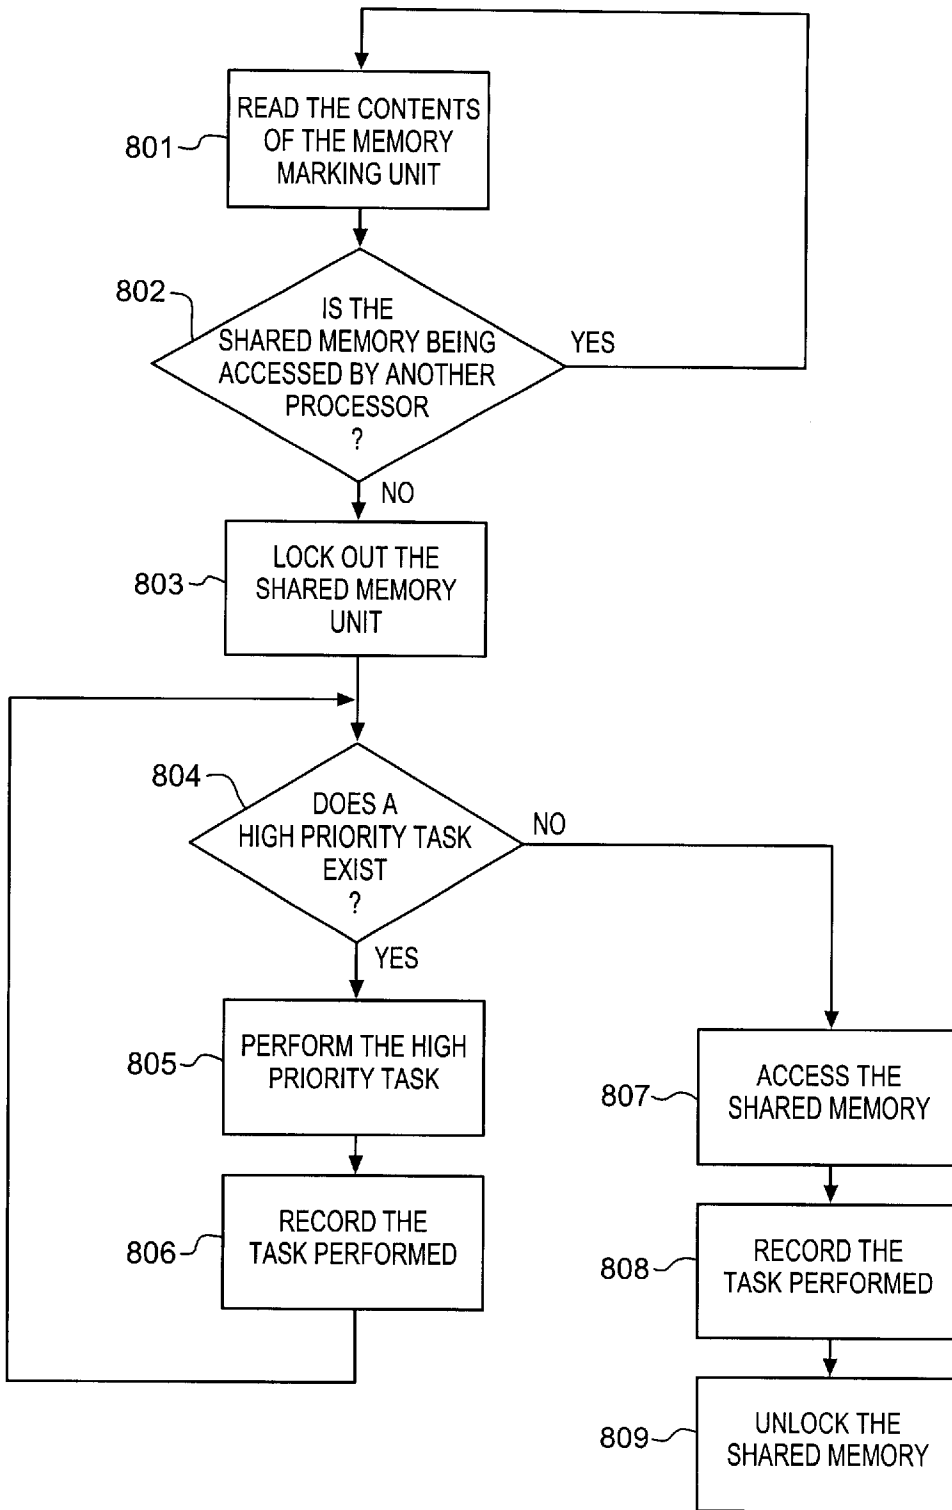 READ THE CONTENTS
OF THE MEMORY
MARKING UNIT
801
802
IS THE
SHARED MEMORY BEING
ACCESSED BY ANOTHER
PROCESSOR
?
YES
NO
803
LOCK OUT THE
SHARED MEMORY
UNIT
804
DOES A
HIGH PRIORITY TASK
EXIST
?
NO
YES
805
PERFORM THE HIGH
PRIORITY TASK
807
ACCESS THE
SHARED MEMORY
806
RECORD THE
TASK PERFORMED
808
RECORD THE
TASK PERFORMED
809
UNLOCK THE
SHARED MEMORY